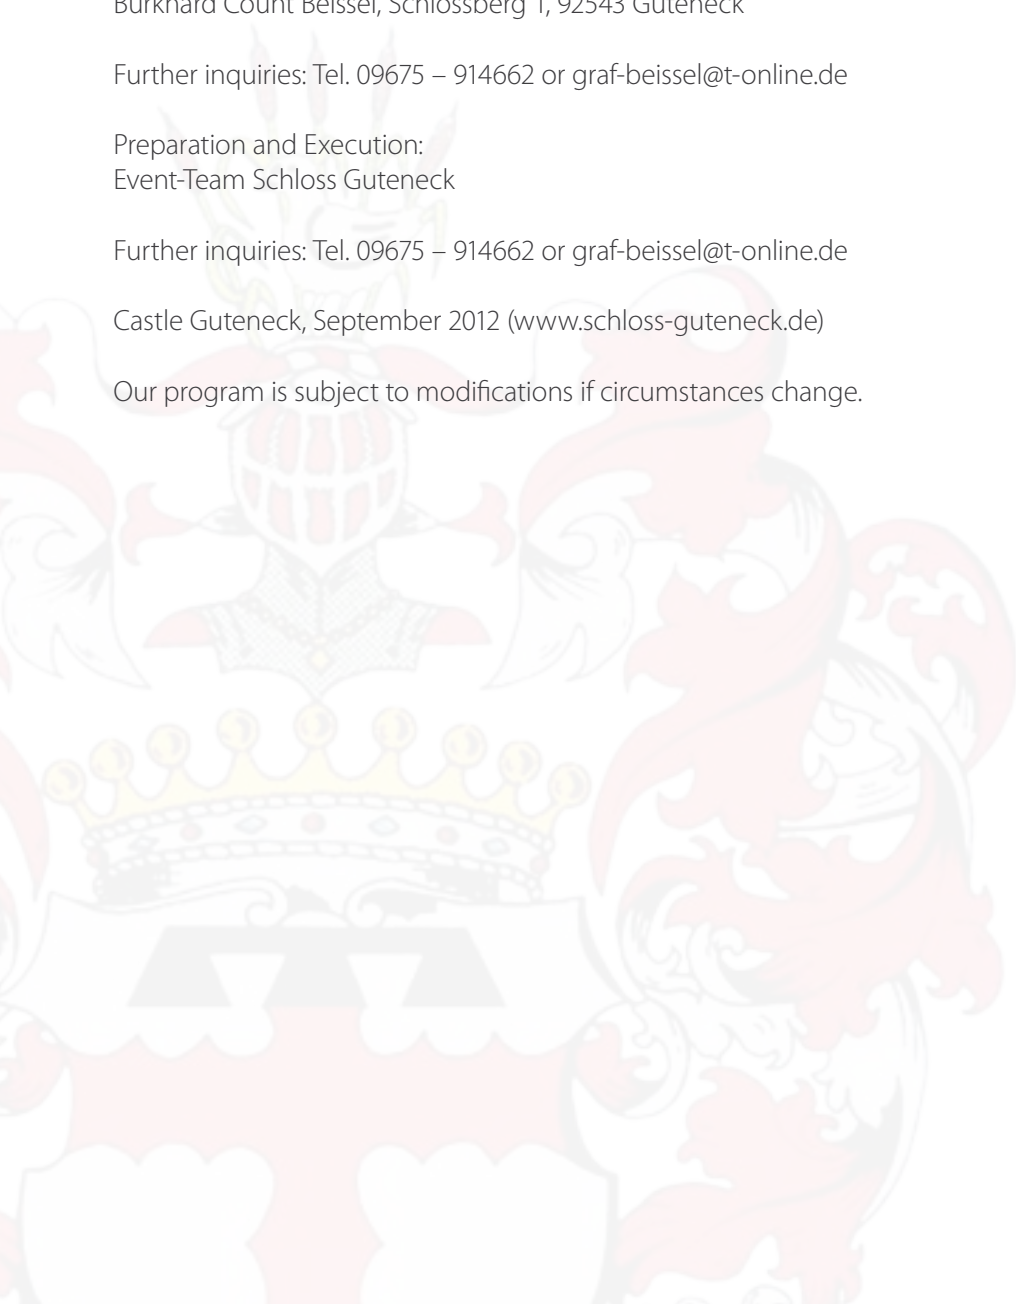 Burkhard Count Beissel, Schlossberg 1, 92543 Guteneck
Further inquiries: Tel. 09675 – 914662 or graf-beissel@t-online.de
Preparation and Execution:
Event-Team Schloss Guteneck
Further inquiries: Tel. 09675 – 914662 or graf-beissel@t-online.de
Castle Guteneck, September 2012 (www.schloss-guteneck.de)
Our program is subject to modifications if circumstances change.